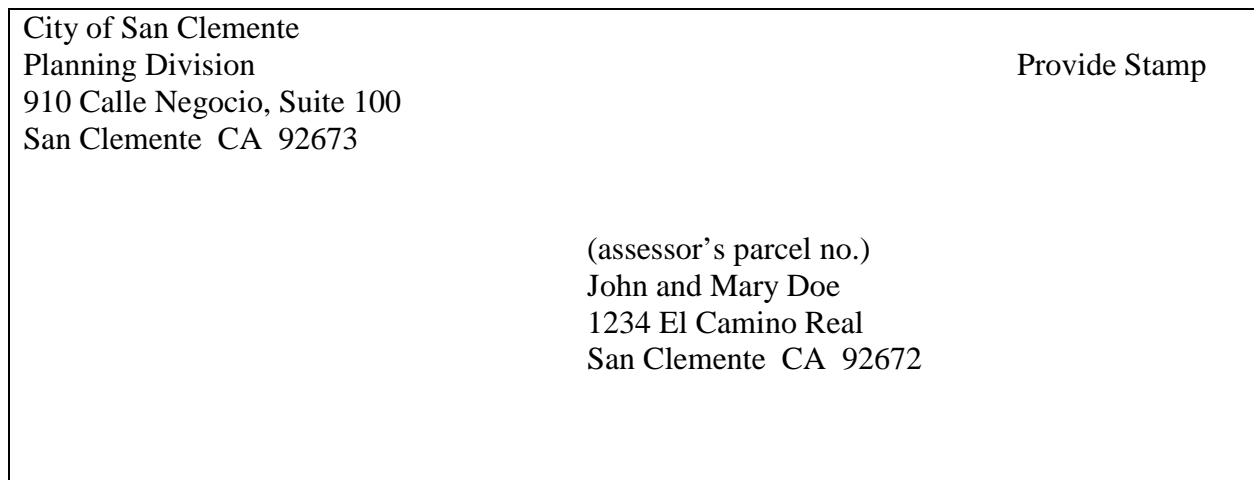 City of San Clemente
Planning Division
Provide Stamp
910 Calle Negocio, Suite 100
San Clemente  CA  92673
(assessor’s parcel no.)
John and Mary Doe
1234 El Camino Real
San Clemente  CA  92672